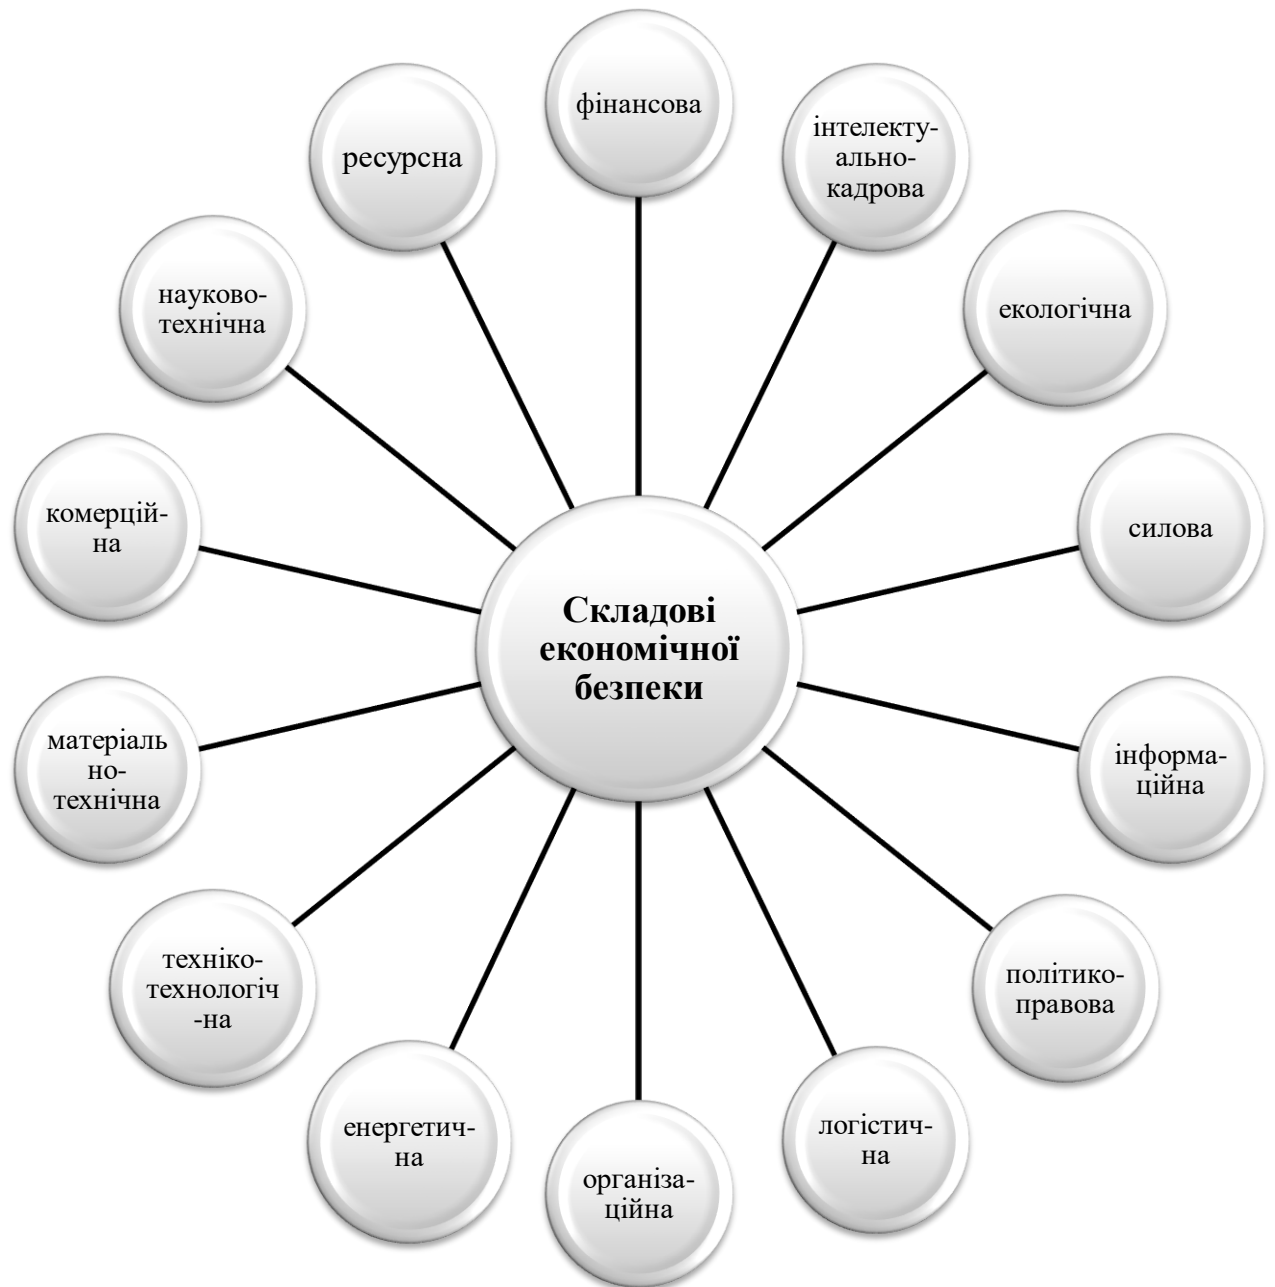 фінансова
інтелекту-
ально-
кадрова
екологічна
силова
інформа-
ційна
політико-
правова
логістич-
на
організа-
ційна
енергетич-
на
техніко-
технологіч
-на
матеріаль
но-
технічна
комерцій-
на
науково-
технічна
ресурсна
Складові
економічної
безпеки